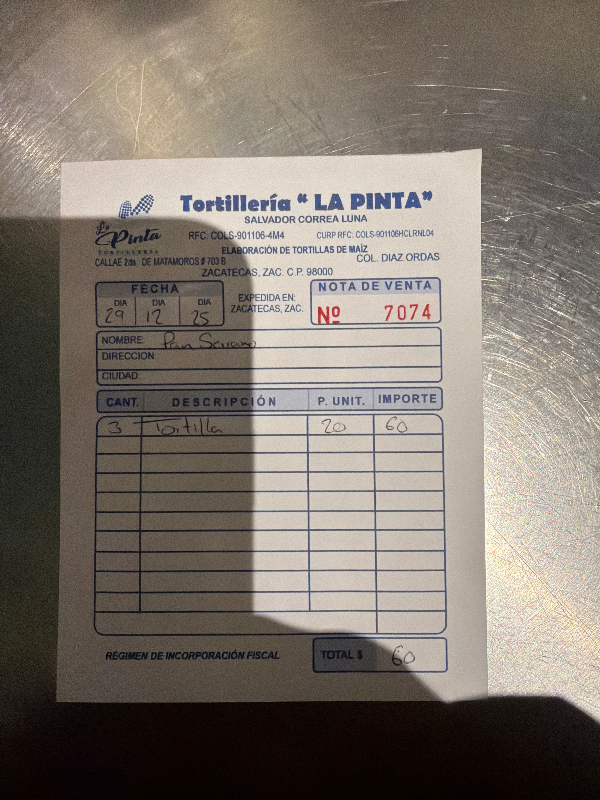 Tortillería “ LA PINTA”
SALVADOR CORREA LUNA
RFC: COLS-901106-4M4 CURP RFC: COLS-901106HCLRNL04
La Pinta
TORTILLERIA
ELABORACIÓN DE TORTILLAS DE MAÍZ
CALLAE 2da. DE MATAMOROS # 703 B COL. DIAZ ORDAS
ZACATECAS, ZAC. C.P. 98000
FECHA
DIA DIA DIA
29 12 25
EXPEDIDA EN:
ZACATECAS, ZAC.
NOTA DE VENTA
Nº 7074
NOMBRE: Serrano
DIRECCION
CIUDAD:
CANT. DESCRIPCIÓN P. UNIT. IMPORTE
3 Tortilla 20 60
RÉGIMEN DE INCORPORACIÓN FISCAL TOTAL $ 60